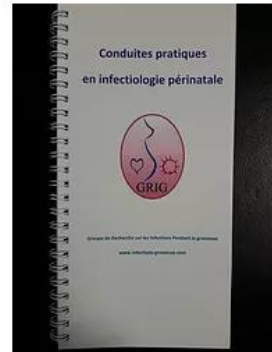 Conduites pratiques
en infectiologie périnatale
GRIG
Groupe de Recherche sur les Infections Pendant la grossesse
www.infections-grossesse.com